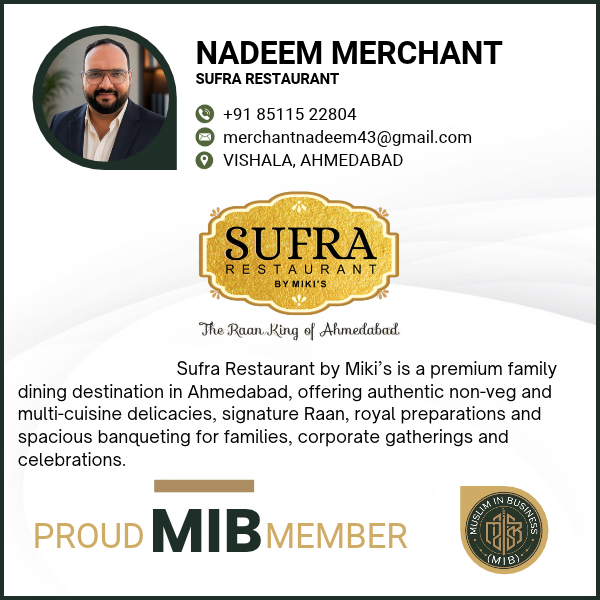 NADEEM MERCHANT
SUFRA RESTAURANT
+91 85115 22804
merchantnadeem43@gmail.com
VISHALA, AHMEDABAD
SUFRA
RESTAURANT
BY MIKI'S
The Raan King of Ahmedabad.
Sufra Restaurant by Miki's is a premium family
dining destination in Ahmedabad, offering authentic non-veg and
multi-cuisine delicacies, signature Raan, royal preparations and
spacious banqueting for families, corporate gatherings and
celebrations.
PROUD MIB MEMBER
MUSLIM IN BUSINESS
(MIB)